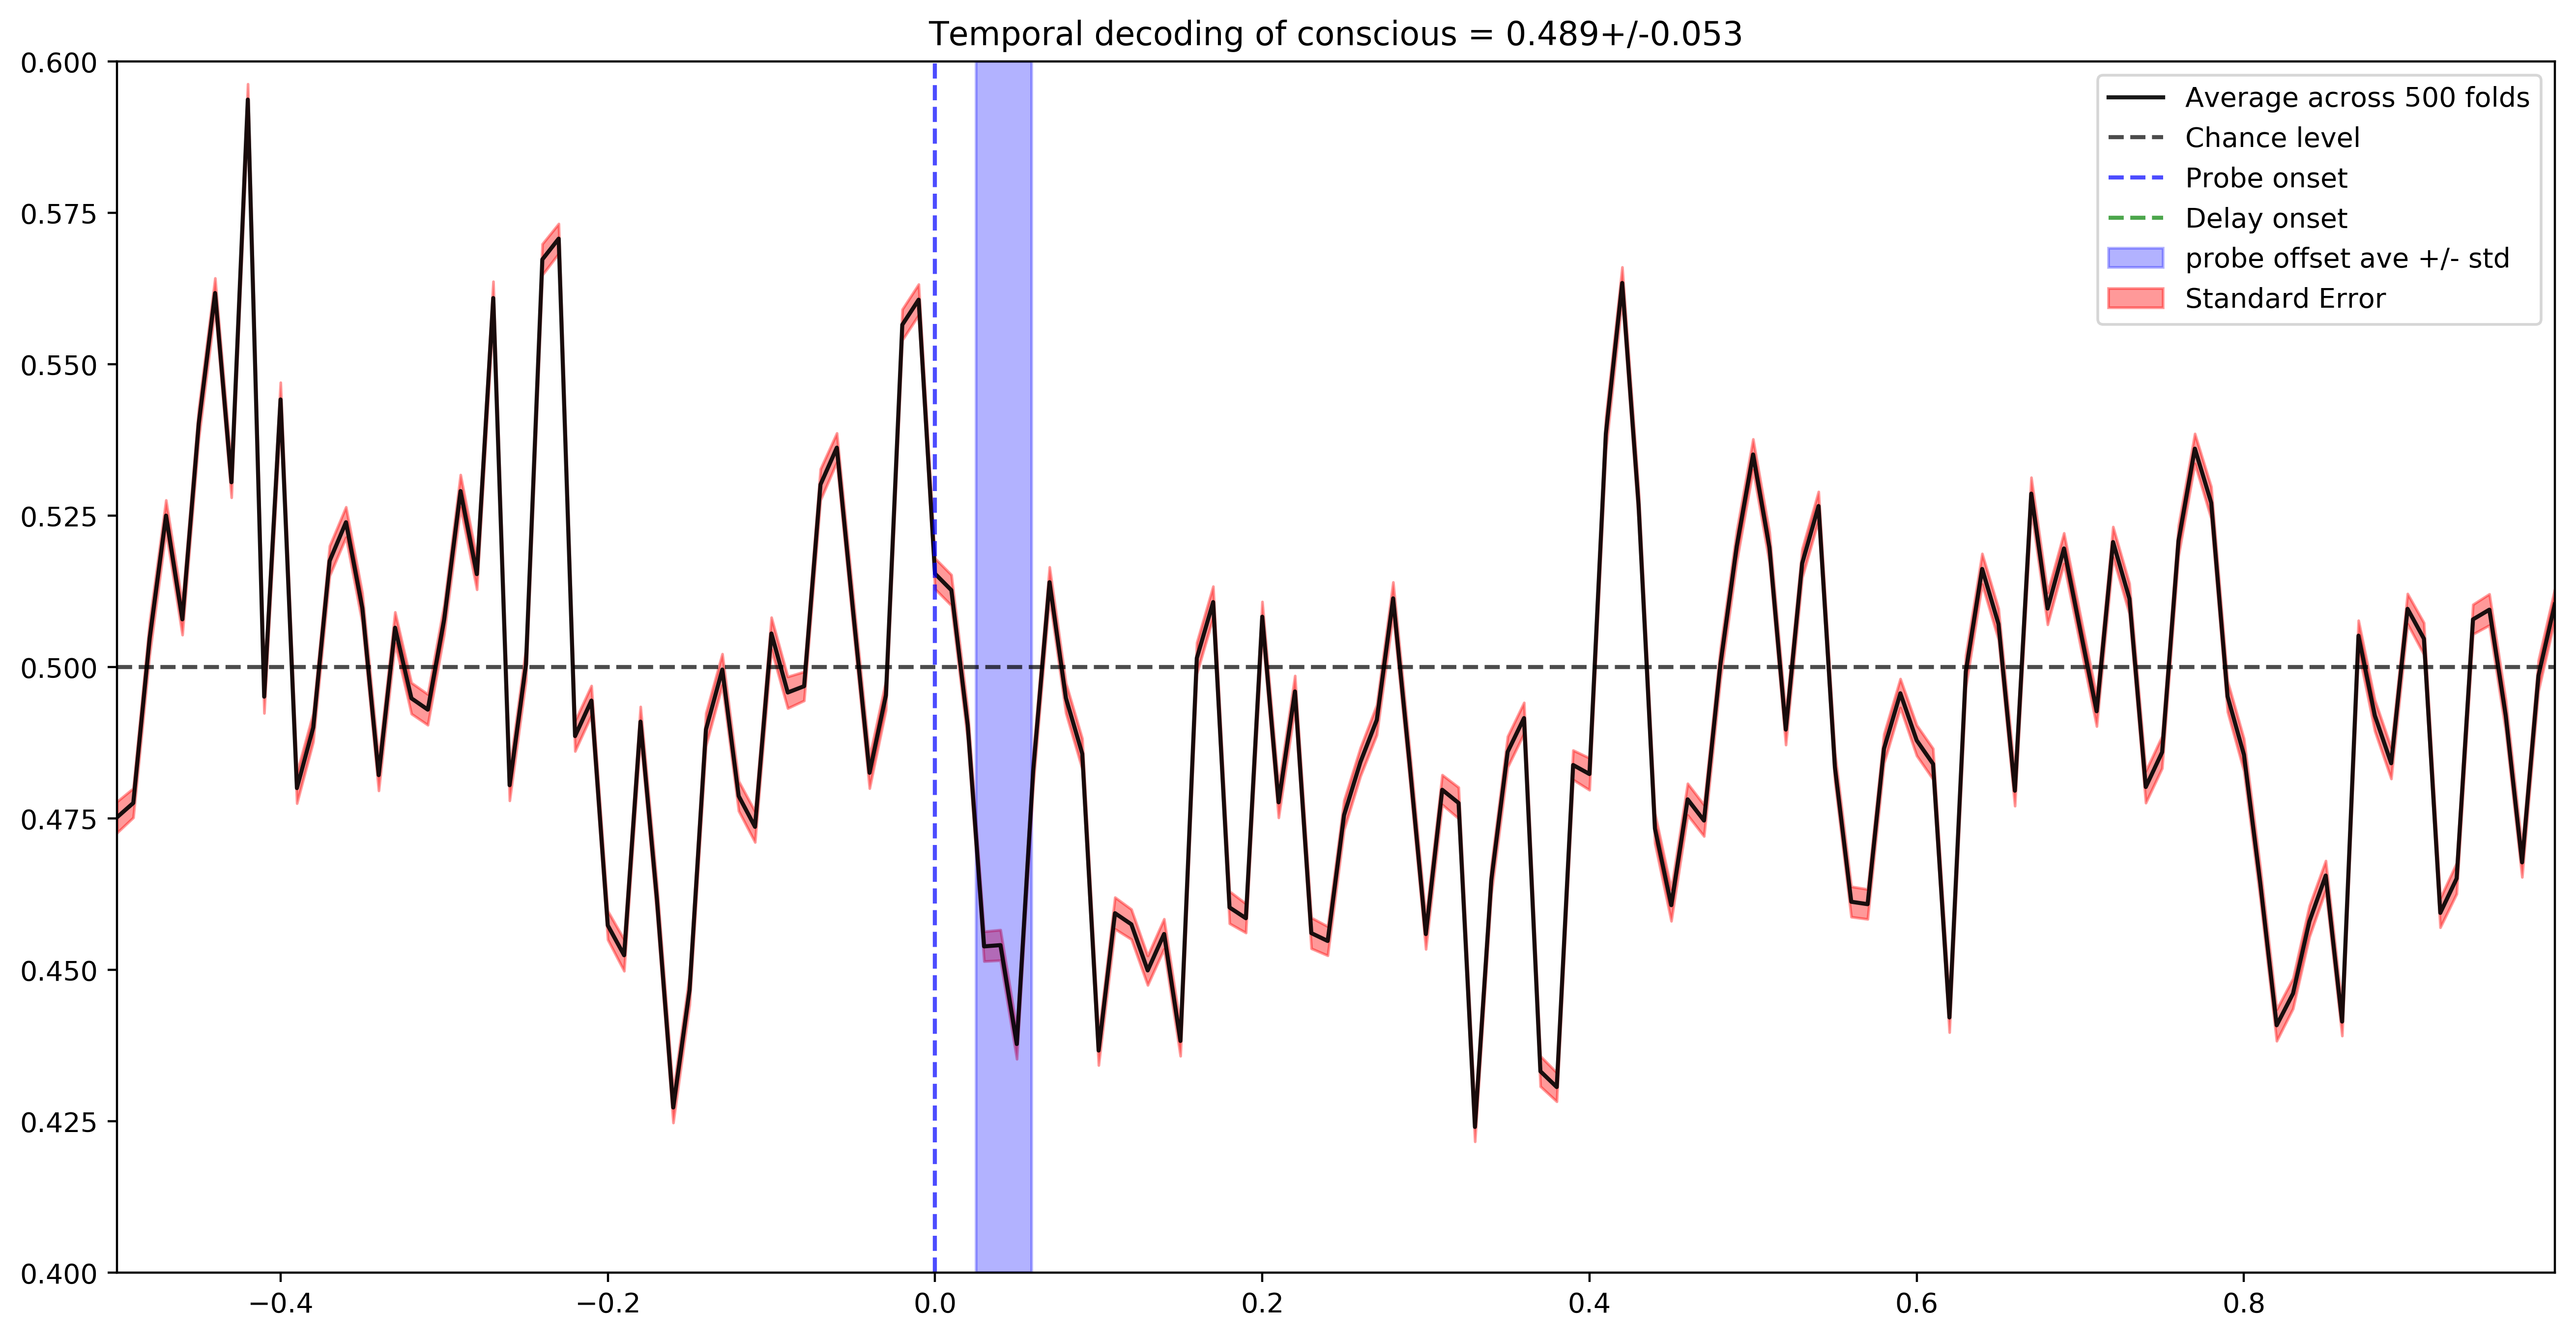 Temporal decoding of conscious = 0.489+/-0.053
0.600
0.575
0.550
0.525
0.500
0.475
0.450
0.425
0.400
Average across 500 folds
Chance level
Probe onset
Delay onset
probe offset ave +/- std
Standard Error
−0.4
−0.2
0.0
0.2
0.4
0.6
0.8